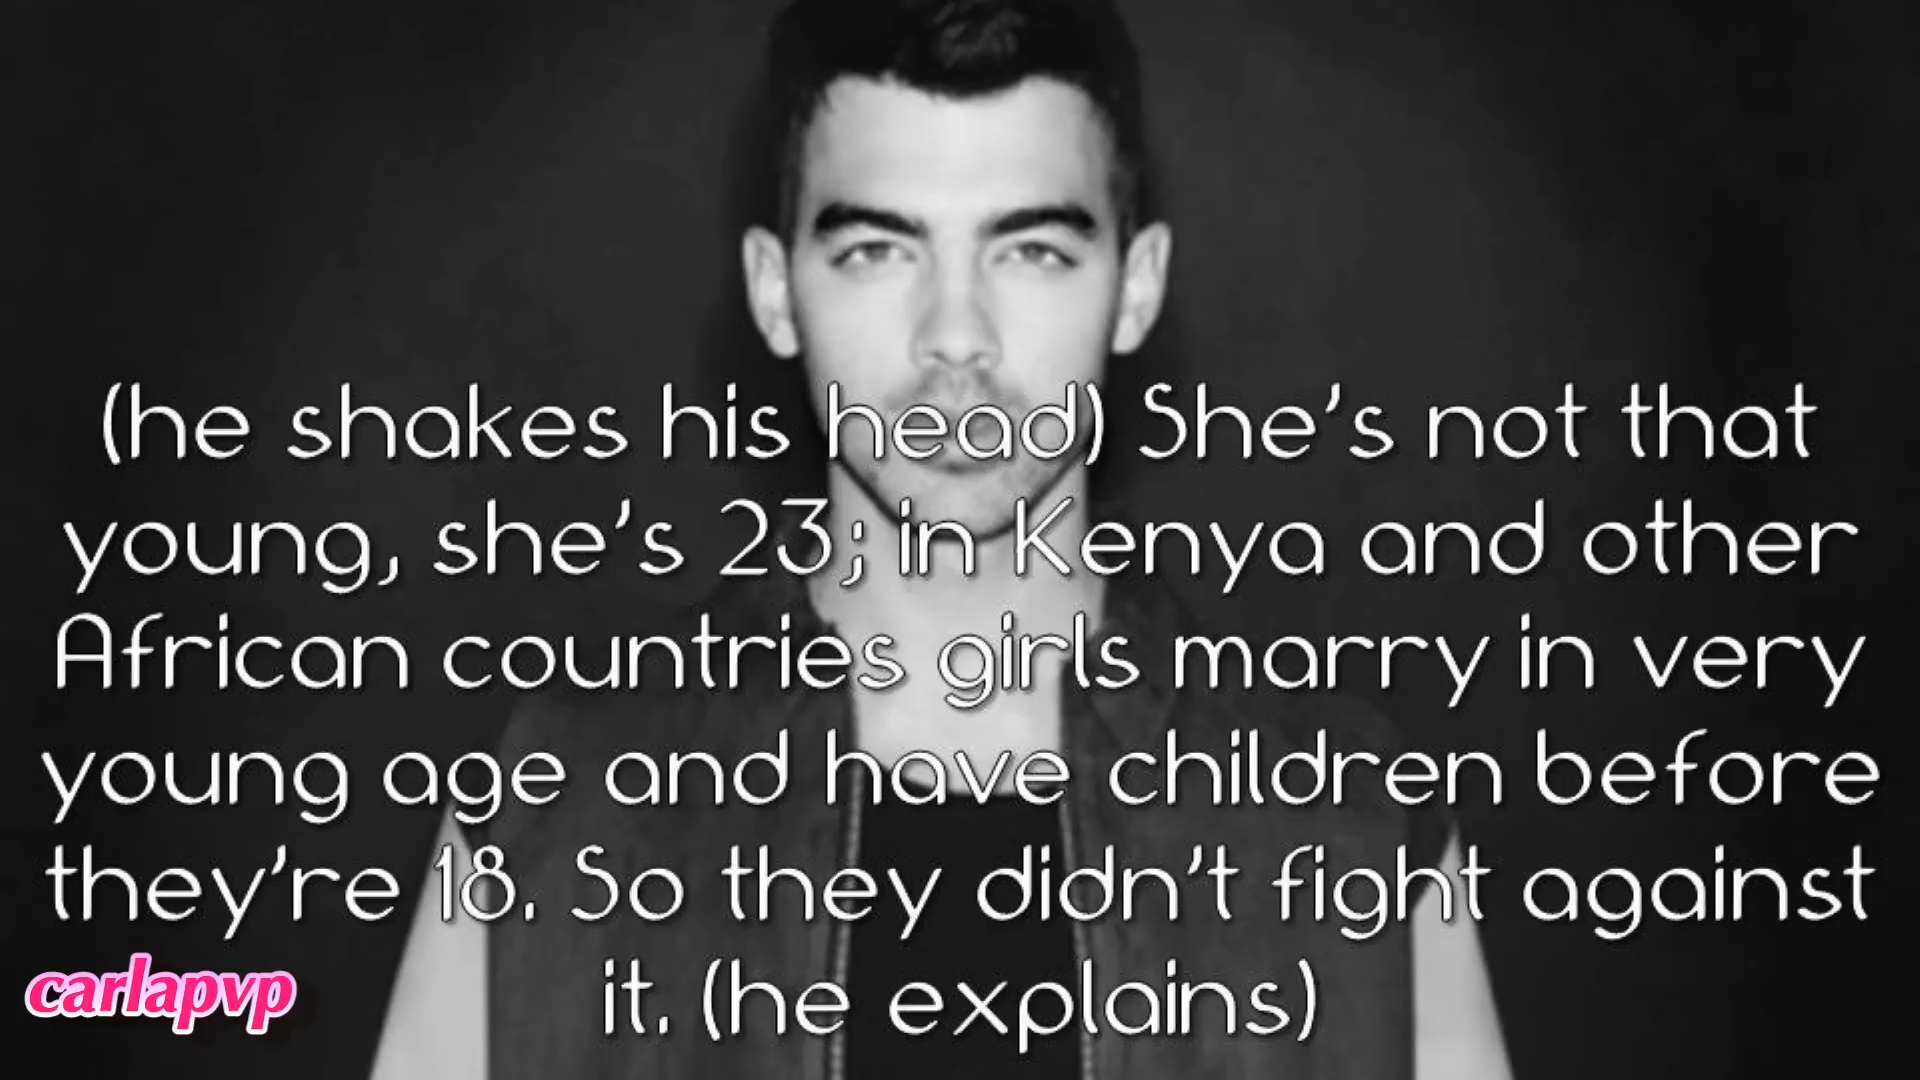 (he shakes his head) She's not that
young, she's 23; in Kenya and other
African countries girls marry in very
young age and have children before
they're 18. So they didn't fight against
it. (he explains)
carlapvp